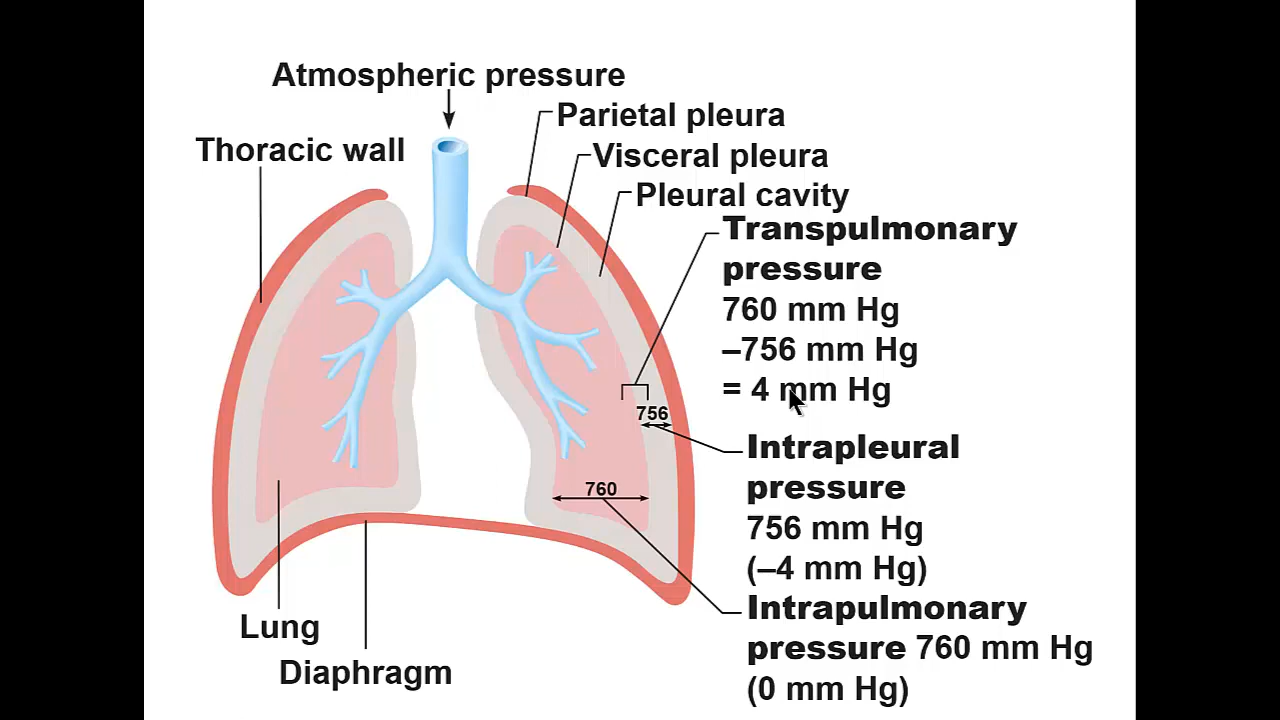 Atmospheric pressure
Parietal pleura
Thoracic wall
Visceral pleura
Pleural cavity
Transpulmonary
pressure
760 mm Hg
–756 mm Hg
= 4 mm Hg
756
Intrapleural
pressure
756 mm Hg
(–4 mm Hg)
760
Intrapulmonary
pressure 760 mm Hg
(0 mm Hg)
Lung
Diaphragm